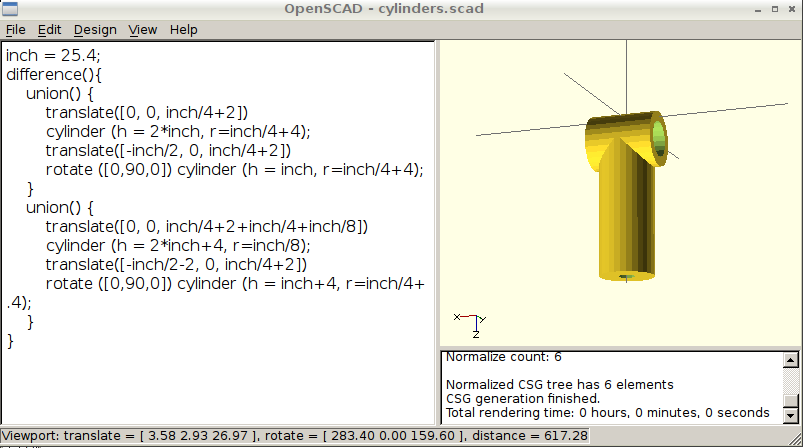 OpenSCAD - cylinders.scad
File Edit Design View Help
inch = 25.4;
difference(){
union() {
translate([0, 0, inch/4+2])
cylinder (h = 2*inch, r=inch/4+4);
translate([-inch/2, 0, inch/4+2])
rotate ([0,90,0]) cylinder (h = inch, r=inch/4+4);
}
union() {
translate([0, 0, inch/4+2+inch/4+inch/8])
cylinder (h = 2*inch+4, r=inch/8);
translate([-inch/2-2, 0, inch/4+2])
rotate ([0,90,0]) cylinder (h = inch+4, r=inch/4+
.4);
}
}
x y
z
Normalize count: 6
Normalized CSG tree has 6 elements
CSG generation finished.
Total rendering time: 0 hours, 0 minutes, 0 seconds
Viewport: translate = [ 3.58 2.93 26.97 ], rotate = [ 283.40 0.00 159.60 ], distance = 617.28